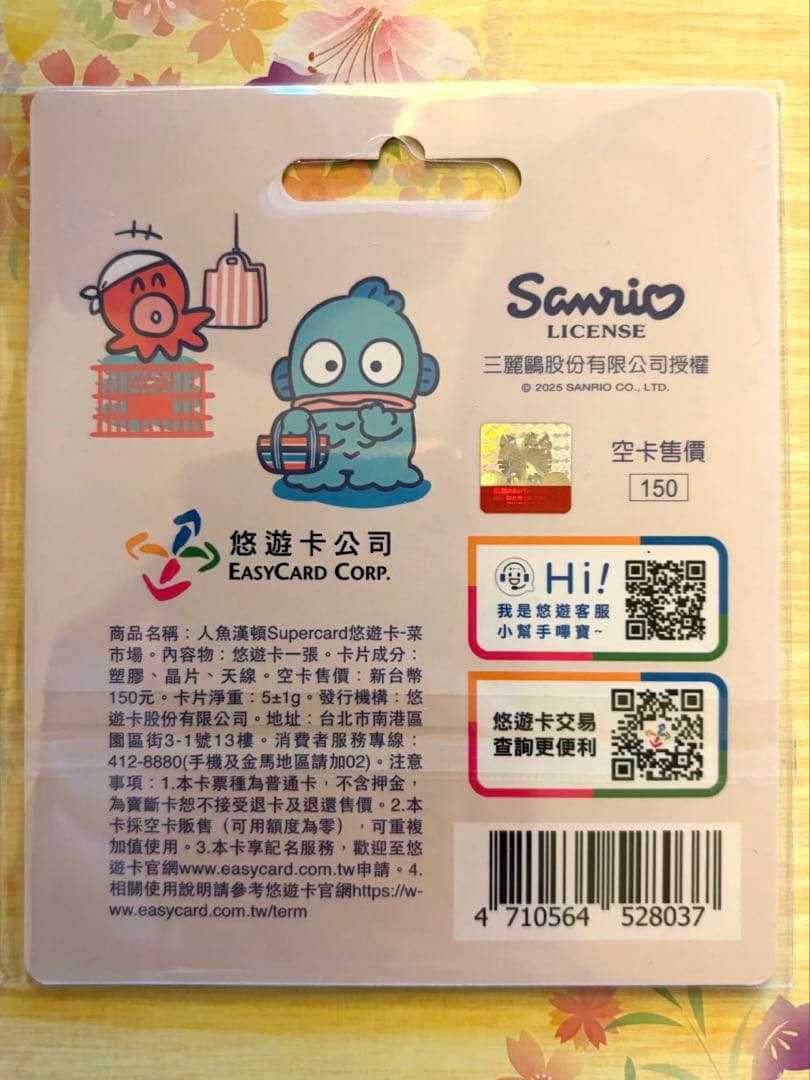 Sanrio
LICENSE
三麗鷗股份有限公司授權
© 2025 SANRIO CO., LTD.
空卡售價
150
悠遊卡公司
EASYCARD CORP.
Hi!
我是悠遊客服
小幫手嗶寶~
悠遊卡交易
查詢更便利
商品名稱：人魚漢頓Supercard悠遊卡-菜
市場。內容物：悠遊卡一張。卡片成分：
塑膠、晶片、天線。空卡售價：新台幣
150元。卡片淨重：5±1g。發行機構：悠
遊卡股份有限公司。地址：台北市南港區
園區街3-1號13樓。消費者服務專線：
412-8880(手機及金馬地區請加02)。注意
事項：1.本卡票種為普通卡，不含押金，
為賣斷卡恕不接受退卡及退還售價。2.本
卡採空卡販售（可用額度為零），可重複
加值使用。3.本卡享記名服務，歡迎至悠
遊卡官網www.easycard.com.tw申請。4.
相關使用說明請參考悠遊卡官網https://w-
ww.easycard.com.tw/term
4 710564 528037